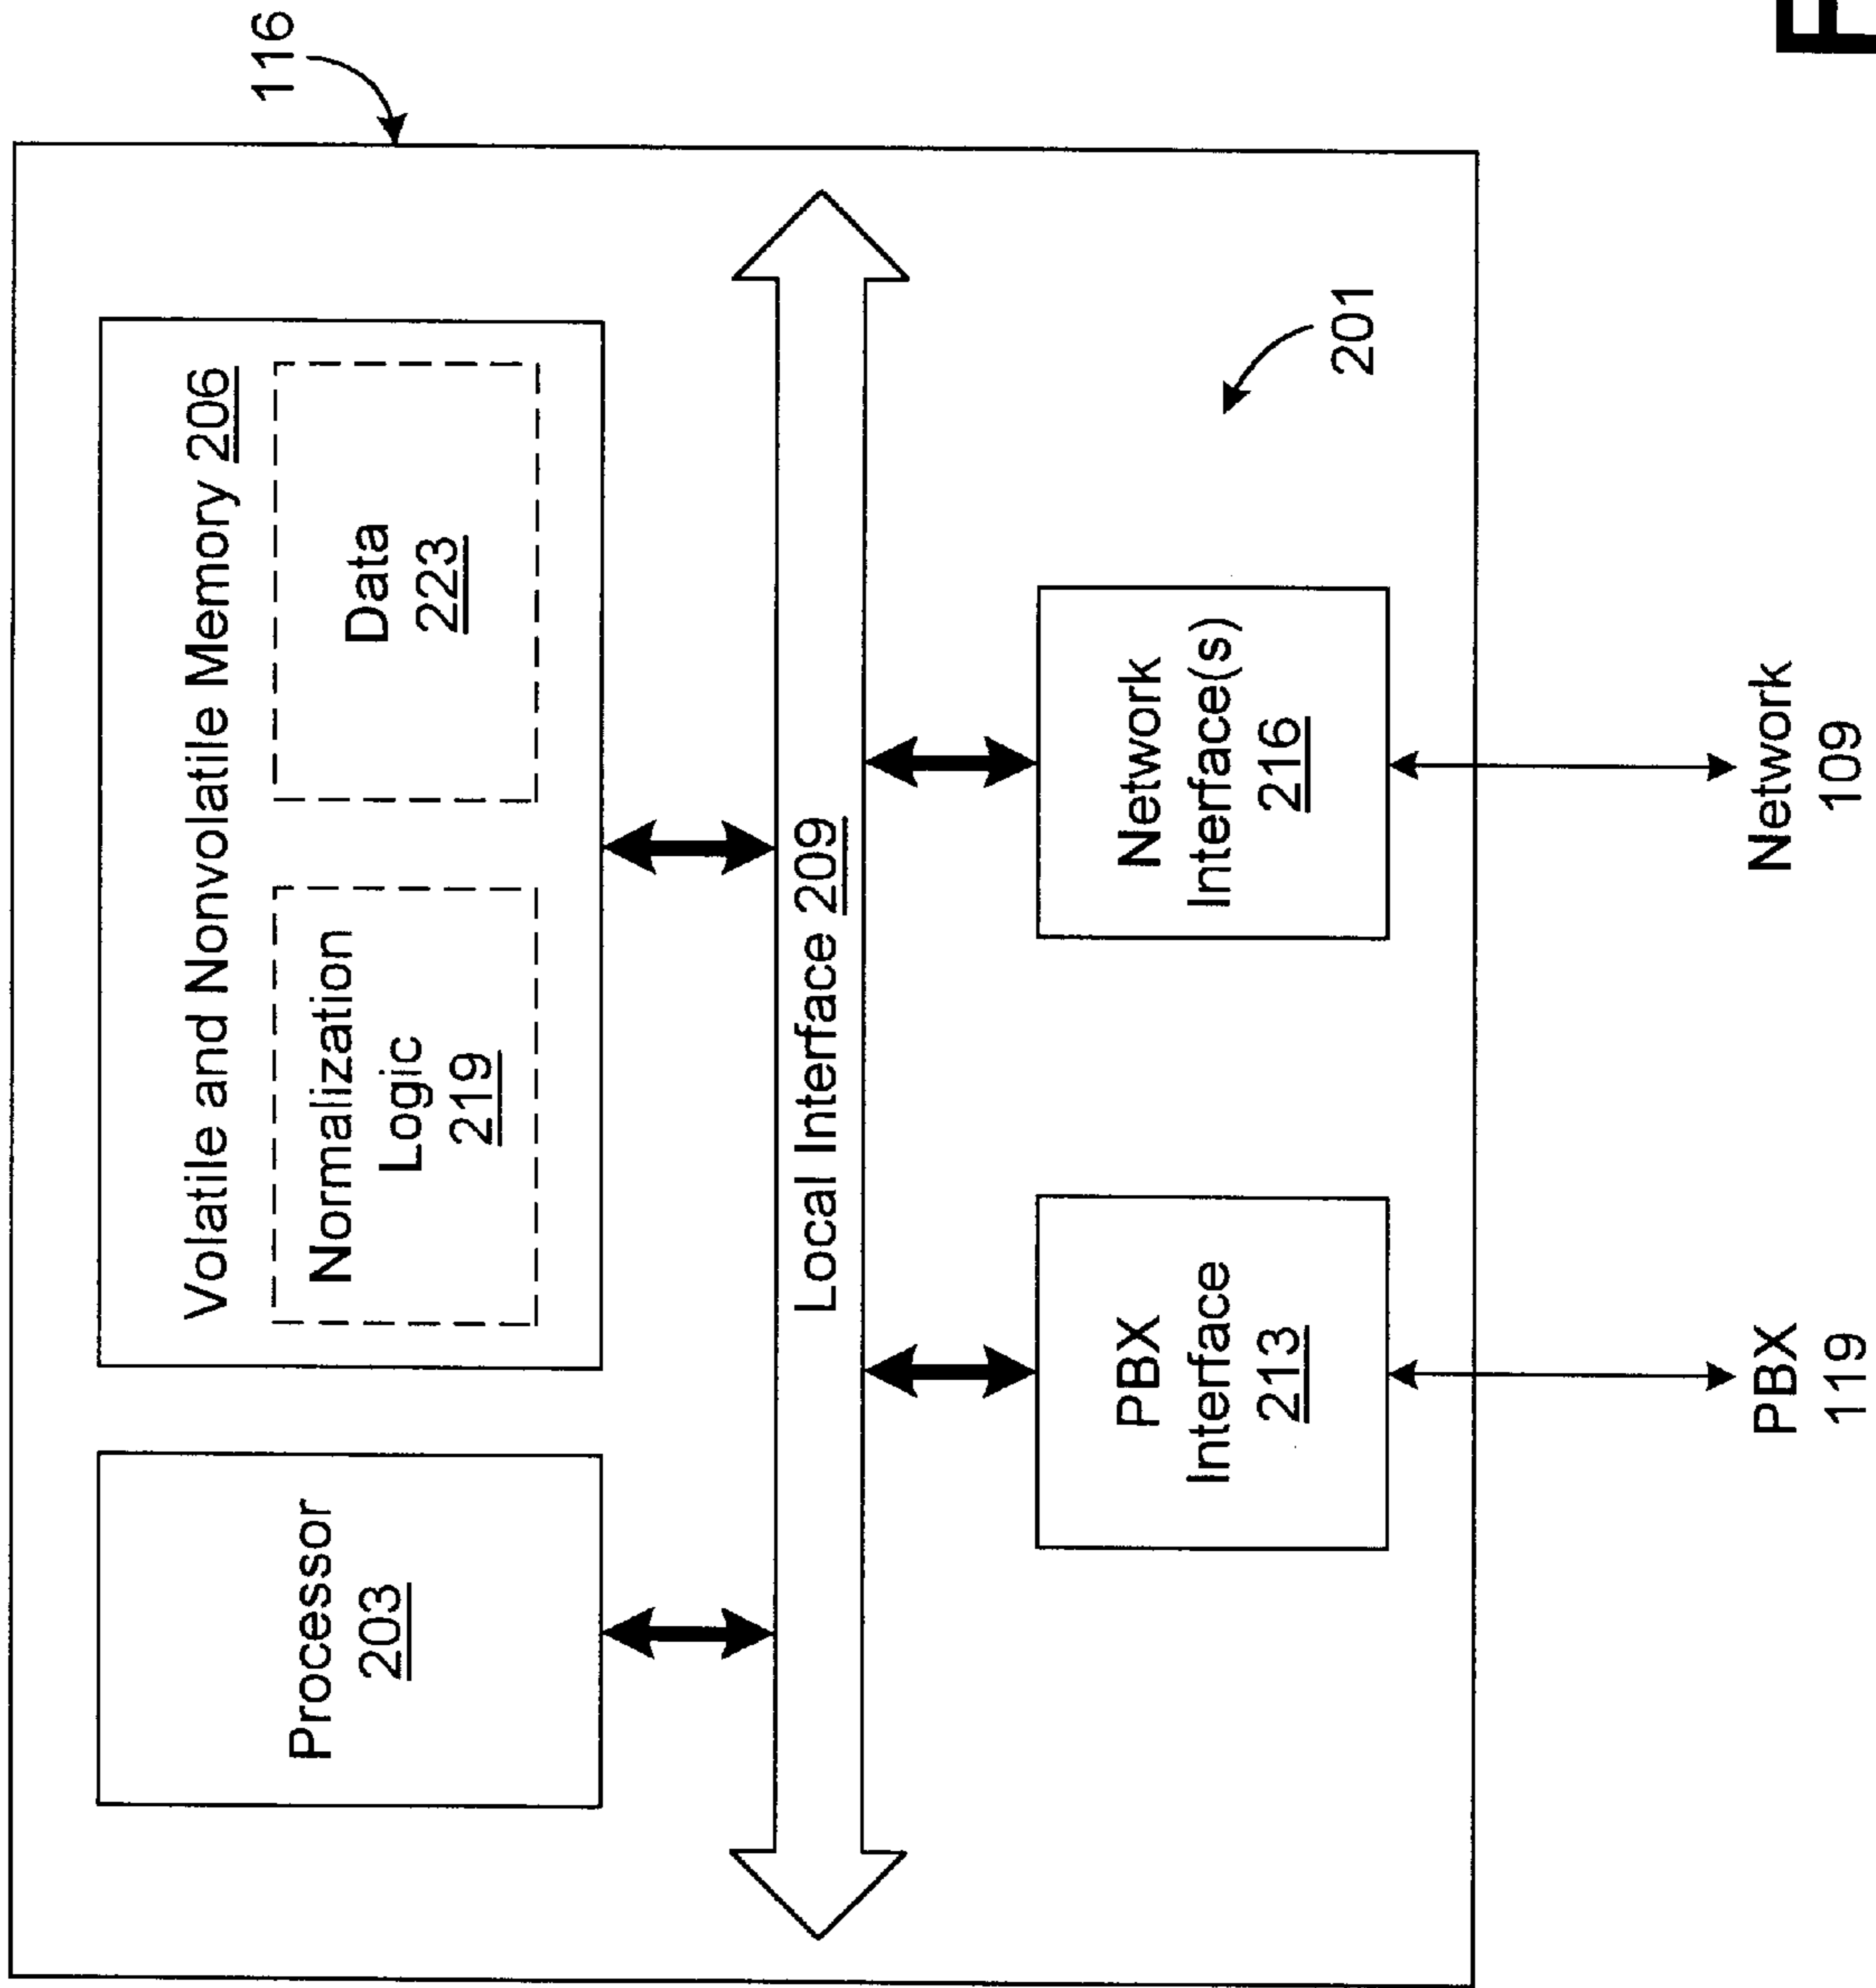 116
Processor
203
Volatile and Nonvolatile Memory 206
Normalization
Logic
219
Data
223
Local Interface 209
PBX
Interface
213
Network
Interface(s)
216
201
PBX
119
Network
109
F